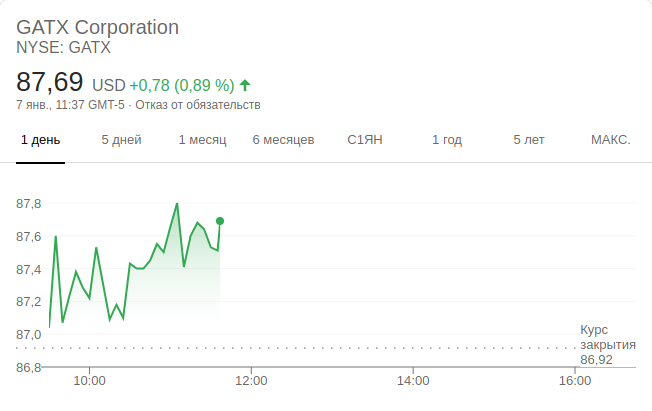 GATX Corporation
NYSE: GATX
87,69 USD +0,78 (0,89 %)
7 янв., 11:37 GMT-5 · Отказ от обязательств
1 день 5 дней 1 месяц 6 месяцев С1ЯН 1 год 5 лет МАКС.
87,8
87,6
87,4
87,2
87,0
86,8
Курс
закрытия
86,92
10:00 12:00 14:00 16:00